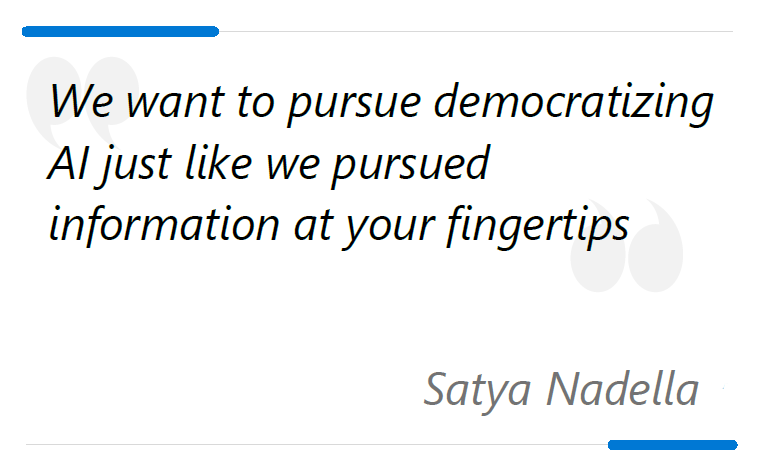 We want to pursue democratizing
AI just like we pursued
information at your fingertips
Satya Nadella